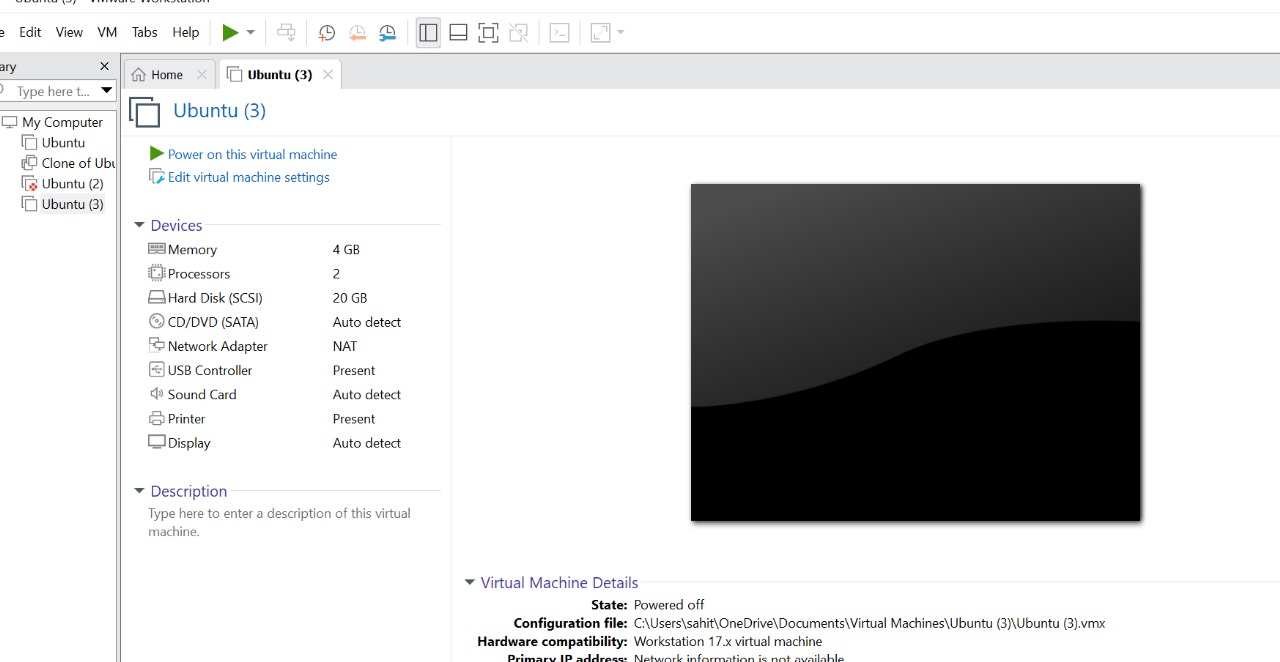 Ubuntu (3) - VMware Workstation
Edit View VM Tabs Help
Type here t...
Home
Ubuntu (3)
My Computer
Ubuntu
Clone of Ubu
Ubuntu (2)
Ubuntu (3)
Ubuntu (3)
Power on this virtual machine
Edit virtual machine settings
Devices
Memory 4 GB
Processors 2
Hard Disk (SCSI) 20 GB
CD/DVD (SATA) Auto detect
Network Adapter NAT
USB Controller Present
Sound Card Auto detect
Printer Present
Display Auto detect
Description
Type here to enter a description of this virtual
machine.
Virtual Machine Details
State: Powered off
Configuration file: C:\Users\sahit\OneDrive\Documents\Virtual Machines\Ubuntu (3)\Ubuntu (3).vmx
Hardware compatibility: Workstation 17.x virtual machine
Primary IP address: Network information is not available